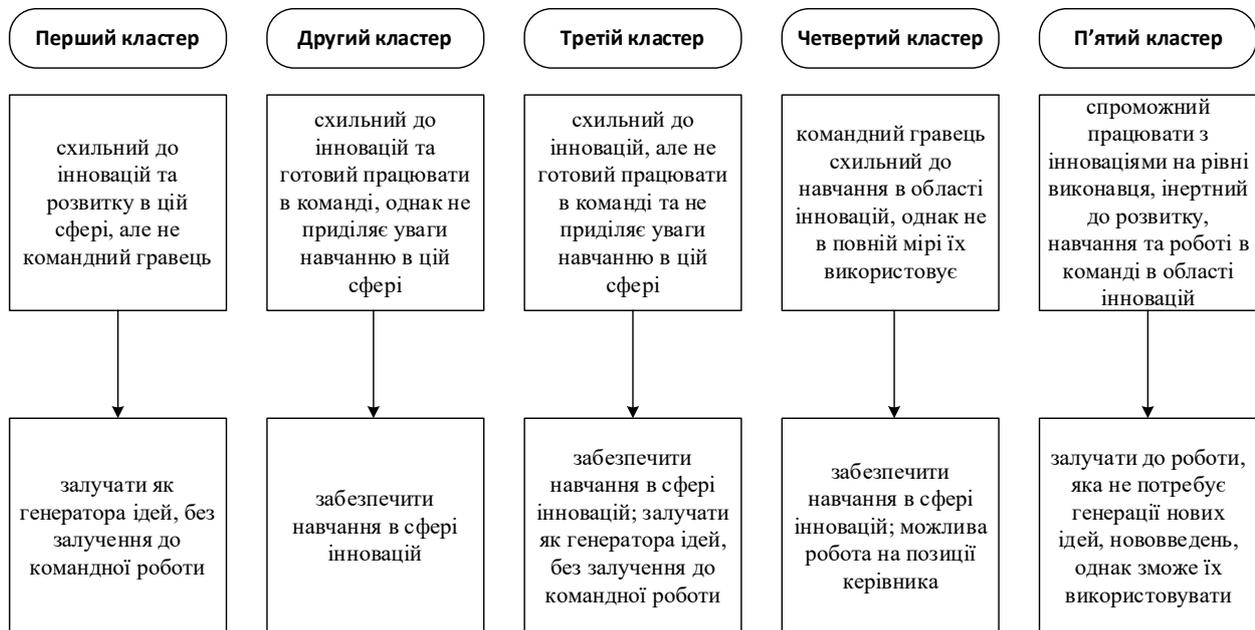 Перший кластер
Другий кластер
Третій кластер
Четвертий кластер
П’ятий кластер
схильний до
інновацій та
розвитку в цій
сфері, але не
командний гравець
схильний до
інновацій та
готовий працювати
в команді, однак не
приділяє уваги
навчанню в цій
сфері
схильний до
інновацій, але не
готовий працювати
в команді та не
приділяє уваги
навчанню в цій
сфері
командний гравець
схильний до
навчання в області
інновацій, однак не
в повній мірі їх
використовує
спроможний
працювати з
інноваціями на рівні
виконавця, інертний
до розвитку,
навчання та роботі в
команді в області
інновацій
залучати як
генератора ідей, без
залучення до
командної роботи
забезпечити
навчання в сфері
інновацій
забезпечити
навчання в сфері
інновацій; залучати
як генератора ідей,
без залучення до
командної роботи
забезпечити
навчання в сфері
інновацій; можлива
робота на позиції
керівника
залучати до роботи,
яка не потребує
генерації нових
ідей, нововведень,
однак зможе їх
використовувати